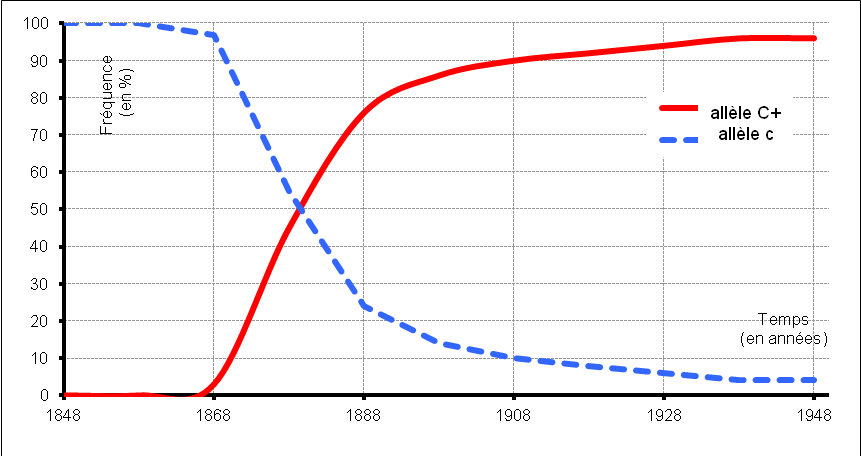 100
90
80
70
60
50
40
30
20
10
0
Fréquence
(en %)
allèle C+
allèle c
Temps
(en années)
1848
1868
1888
1908
1928
1948